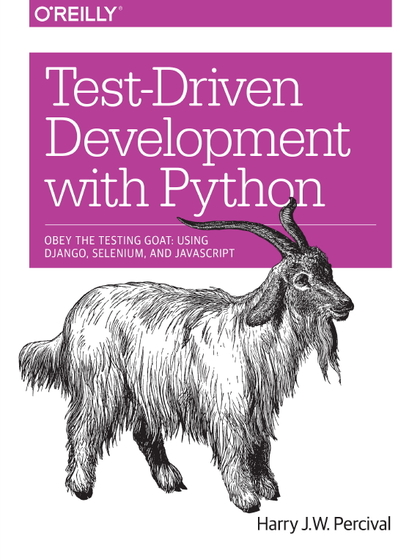 O'REILLY®
Test-Driven
Development
with Python
OBEY THE TESTING GOAT: USING
DJANGO, SELENIUM, AND JAVASCRIPT
Harry J.W. Percival